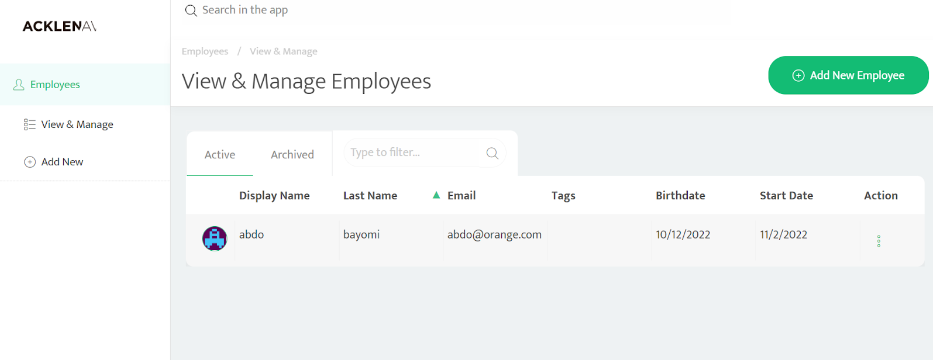 ACKLENAV
Search in the app
Employees / View & Manage
View & Manage Employees
Add New Employee
Employees
View & Manage
Add New
Active Archived Type to filter...
Display Name Last Name Email Tags Birthdate Start Date Action
abdo bayomi abdo@orange.com 10/12/2022 11/2/2022